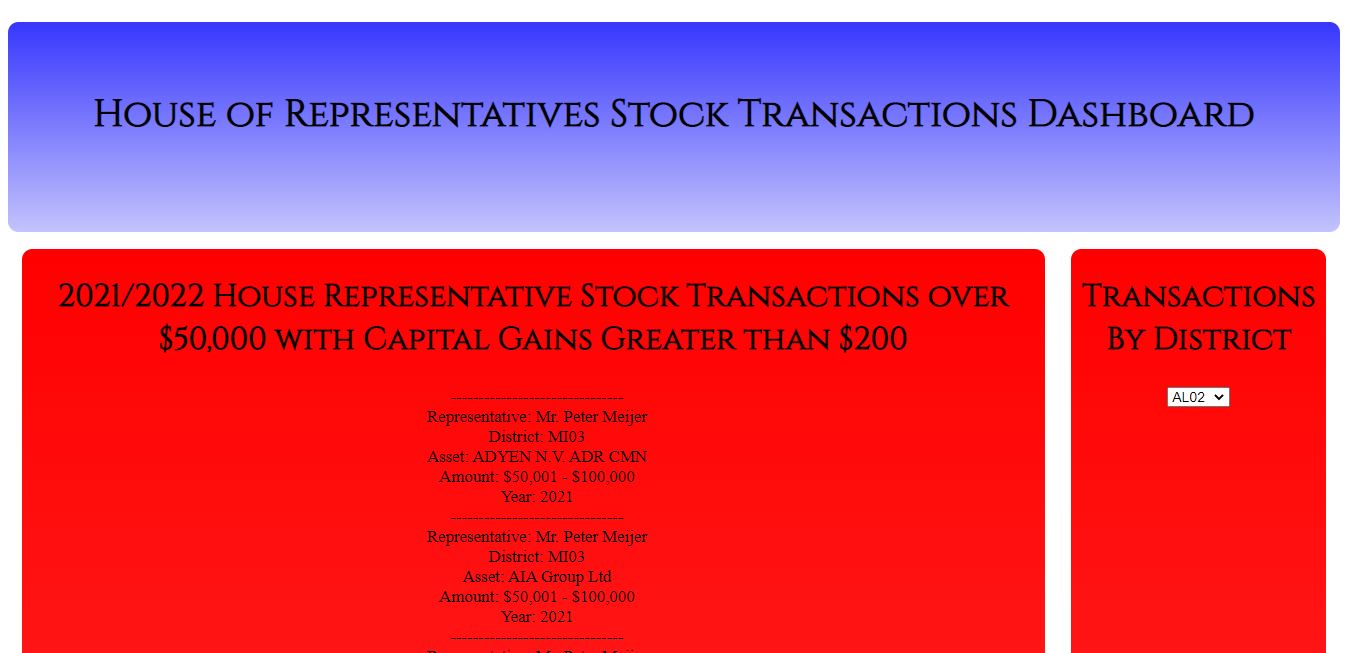 House of Representatives Stock Transactions Dashboard
2021/2022 House Representative Stock Transactions over
$50,000 with Capital Gains Greater than $200
---------------------------------
Representative: Mr. Peter Meijer
District: MI03
Asset: ADYEN N.V. ADR CMN
Amount: $50,001 - $100,000
Year: 2021
---------------------------------
Representative: Mr. Peter Meijer
District: MI03
Asset: AIA Group Ltd
Amount: $50,001 - $100,000
Year: 2021
---------------------------------
Transactions
By District
AL02